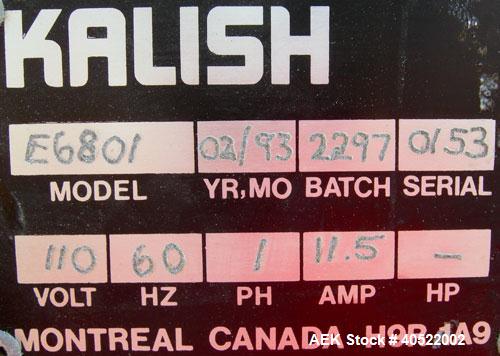 KALISH
E6801 02/93 2297 0153
MODEL YR,MO BATCH SERIAL
110 60 1 11.5 -
VOLT HZ PH AMP HP
MONTREAL CANADA H9R 1A9
AEK Stock # 40522002